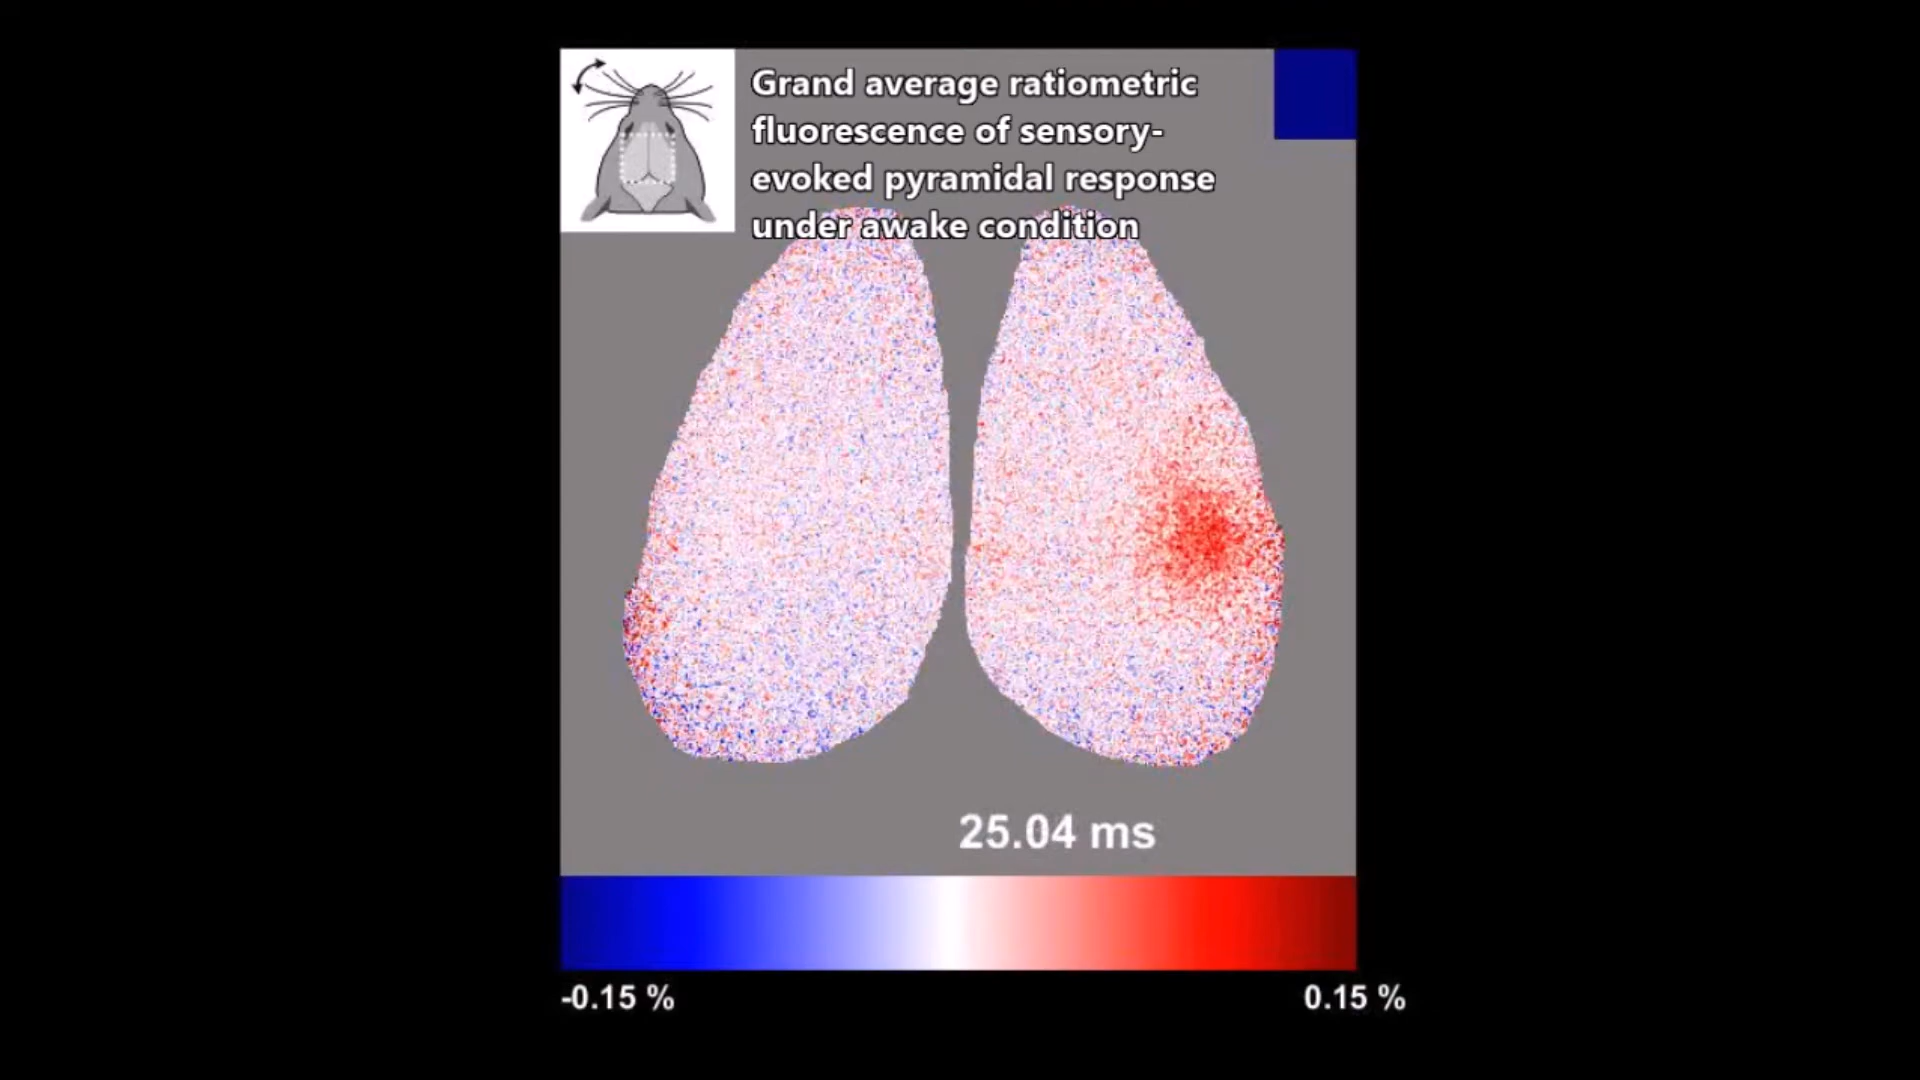 Grand average ratiometric
fluorescence of sensory-
evoked pyramidal response
under awake condition
25.04 ms
-0.15 %
0.15 %